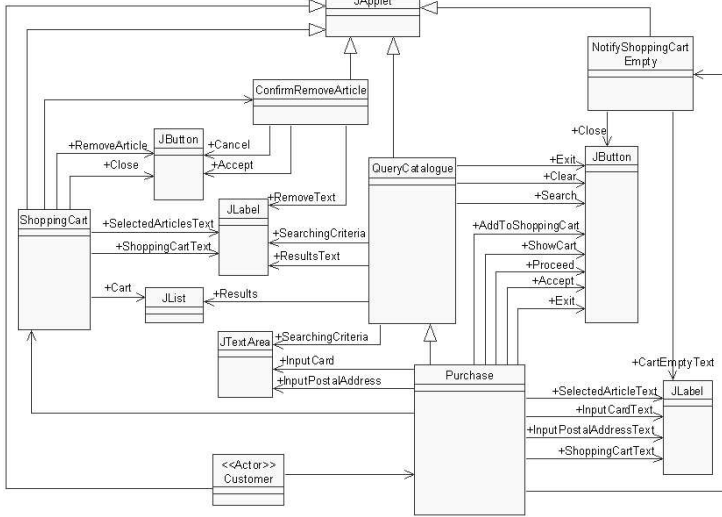 JApplet
NotifyShoppingCart
Empty
ConfirmRemoveArticle
+Close
JButton
+RemoveArticle
+Cancel
+Close
+Accept
JButton
QueryCatalogue
+Exit
+Clear
+RemoveText
+Search
JLabel
ShoppingCart
+SelectedArticlesText
+AddToShoppingCart
+SearchingCriteria
+ShoppingCartText
+ShowCart
+ResultsText
+Proceed
+Accept
+Cart
JList
+Results
+Exit
+SearchingCriteria
JTextArea
+InputCard
+CartEmptyText
Purchase
+InputPostalAddress
+SelectedArticleText
JLabel
+InputCardText
+InputPostalAddressText
+ShoppingCartText
<<Actor>>
Customer